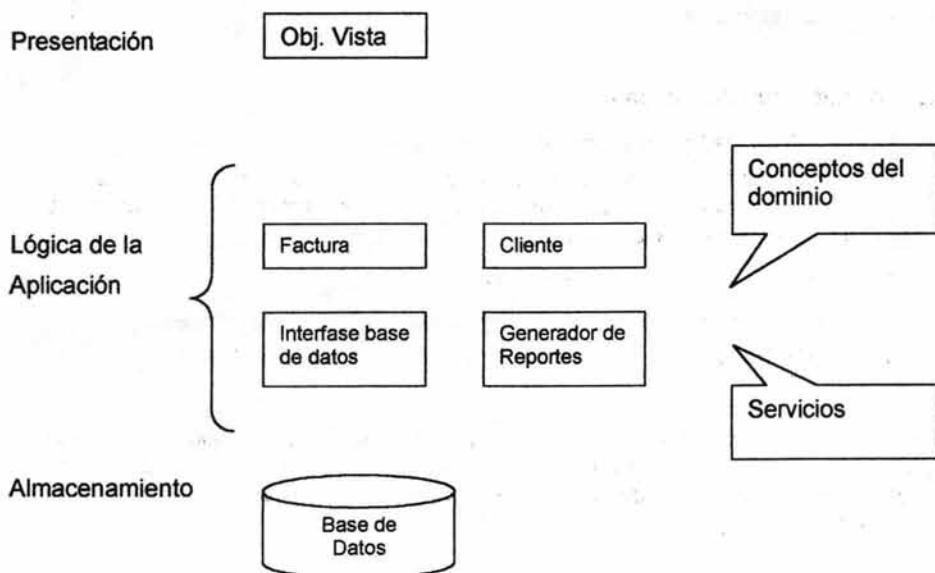 Presentación
Obj. Vista
Conceptos del
dominio
Lógica de la
Aplicación
Factura
Cliente
Interfase base
de datos
Generador de
Reportes
Servicios
Almacenamiento
Base de
Datos